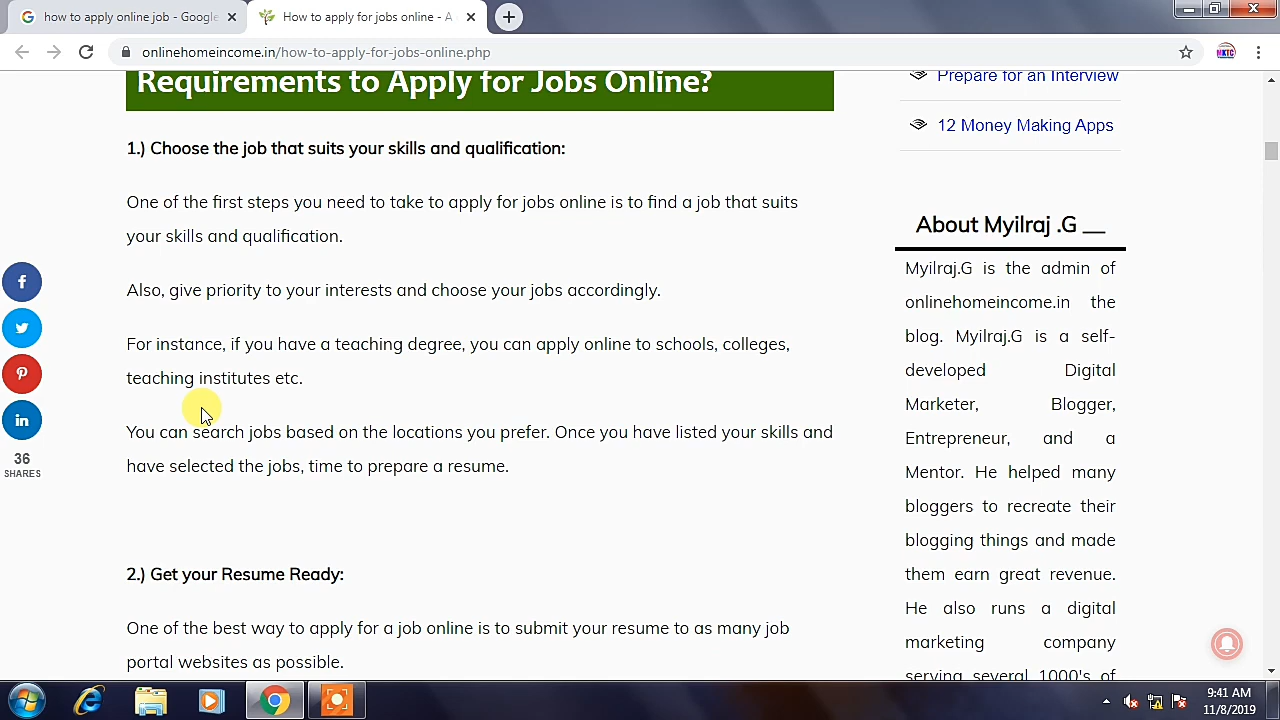 how to apply online job - Google
How to apply for jobs online - A
onlinehomeincome.in/how-to-apply-for-jobs-online.php
MKTC
Requirements to Apply for Jobs Online?
1.) Choose the job that suits your skills and qualification:
One of the first steps you need to take to apply for jobs online is to find a job that suits
your skills and qualification.
Also, give priority to your interests and choose your jobs accordingly.
For instance, if you have a teaching degree, you can apply online to schools, colleges,
teaching institutes etc.
You can search jobs based on the locations you prefer. Once you have listed your skills and
have selected the jobs, time to prepare a resume.
2.) Get your Resume Ready:
One of the best way to apply for a job online is to submit your resume to as many job
portal websites as possible.
36
SHARES
Prepare for an Interview
12 Money Making Apps
About Myilraj .G __
Myilraj.G is the admin of
onlinehomeincome.in the
blog. Myilraj.G is a self-
developed Digital
Marketer, Blogger,
Entrepreneur, and a
Mentor. He helped many
bloggers to recreate their
blogging things and made
them earn great revenue.
He also runs a digital
marketing company
serving several 1000's of
9:41 AM
11/8/2019